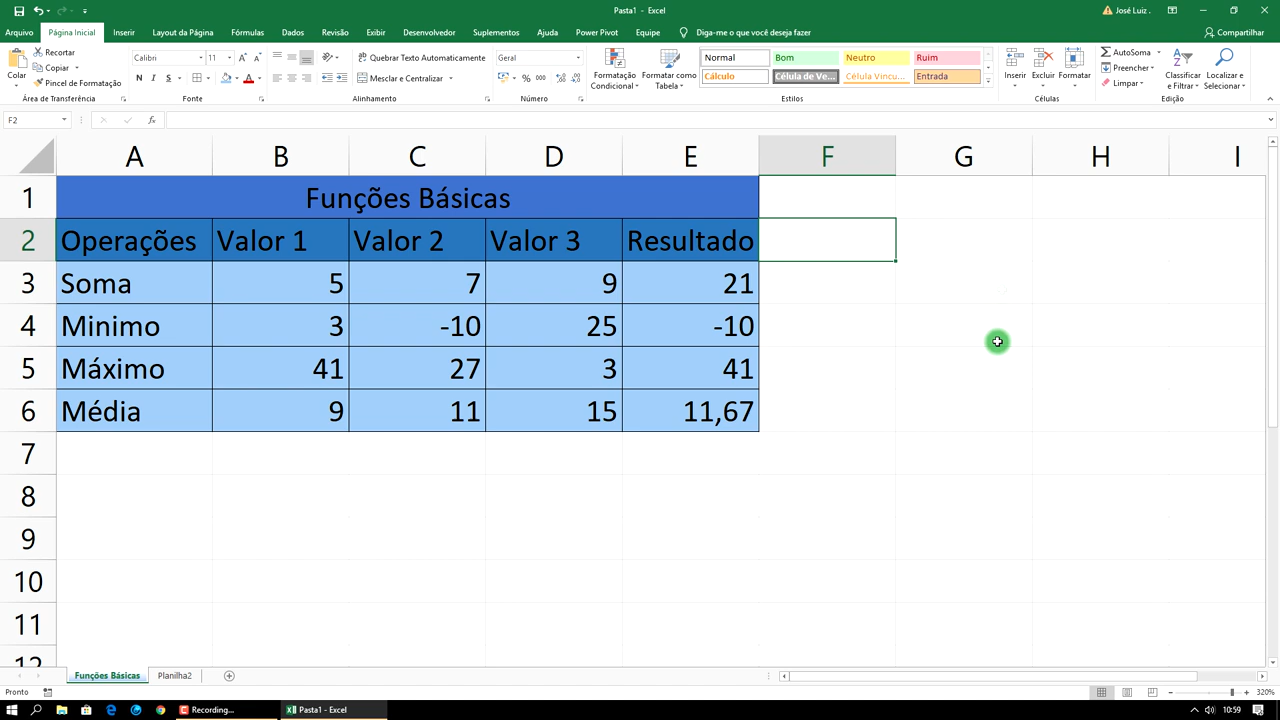 Pasta1 - Excel
José Luiz .
Arquivo Página Inicial Inserir Layout da Página Fórmulas Dados Revisão Exibir Desenvolvedor Suplementos Ajuda Power Pivot Equipe Diga-me o que você deseja fazer Compartilhar
Colar
Recortar
Copiar
Pincel de Formatação
Área de Transferência
Calibri 11
N I S
Fonte
Quebrar Texto Automaticamente
Mesclar e Centralizar
Alinhamento
Geral
% 000
Número
Formatação Condicional
Formatar como Tabela
Normal Bom Neutro Ruim
Cálculo Célula de Ve... Célula Vincu... Entrada
Estilos
Inserir Excluir Formatar
Células
AutoSoma
Preencher
Limpar
Classificar e Filtrar
Localizar e Selecionar
Edição
F2 fx
A B C D E F G H I
1 Funções Básicas
2 Operações Valor 1 Valor 2 Valor 3 Resultado
3 Soma 5 7 9 21
4 Minimo 3 -10 25 -10
5 Máximo 41 27 3 41
6 Média 9 11 15 11,67
7
8
9
10
11
12
Funções Básicas Planilha2
Pronto 320%
Recording... Pasta1 - Excel 10:59